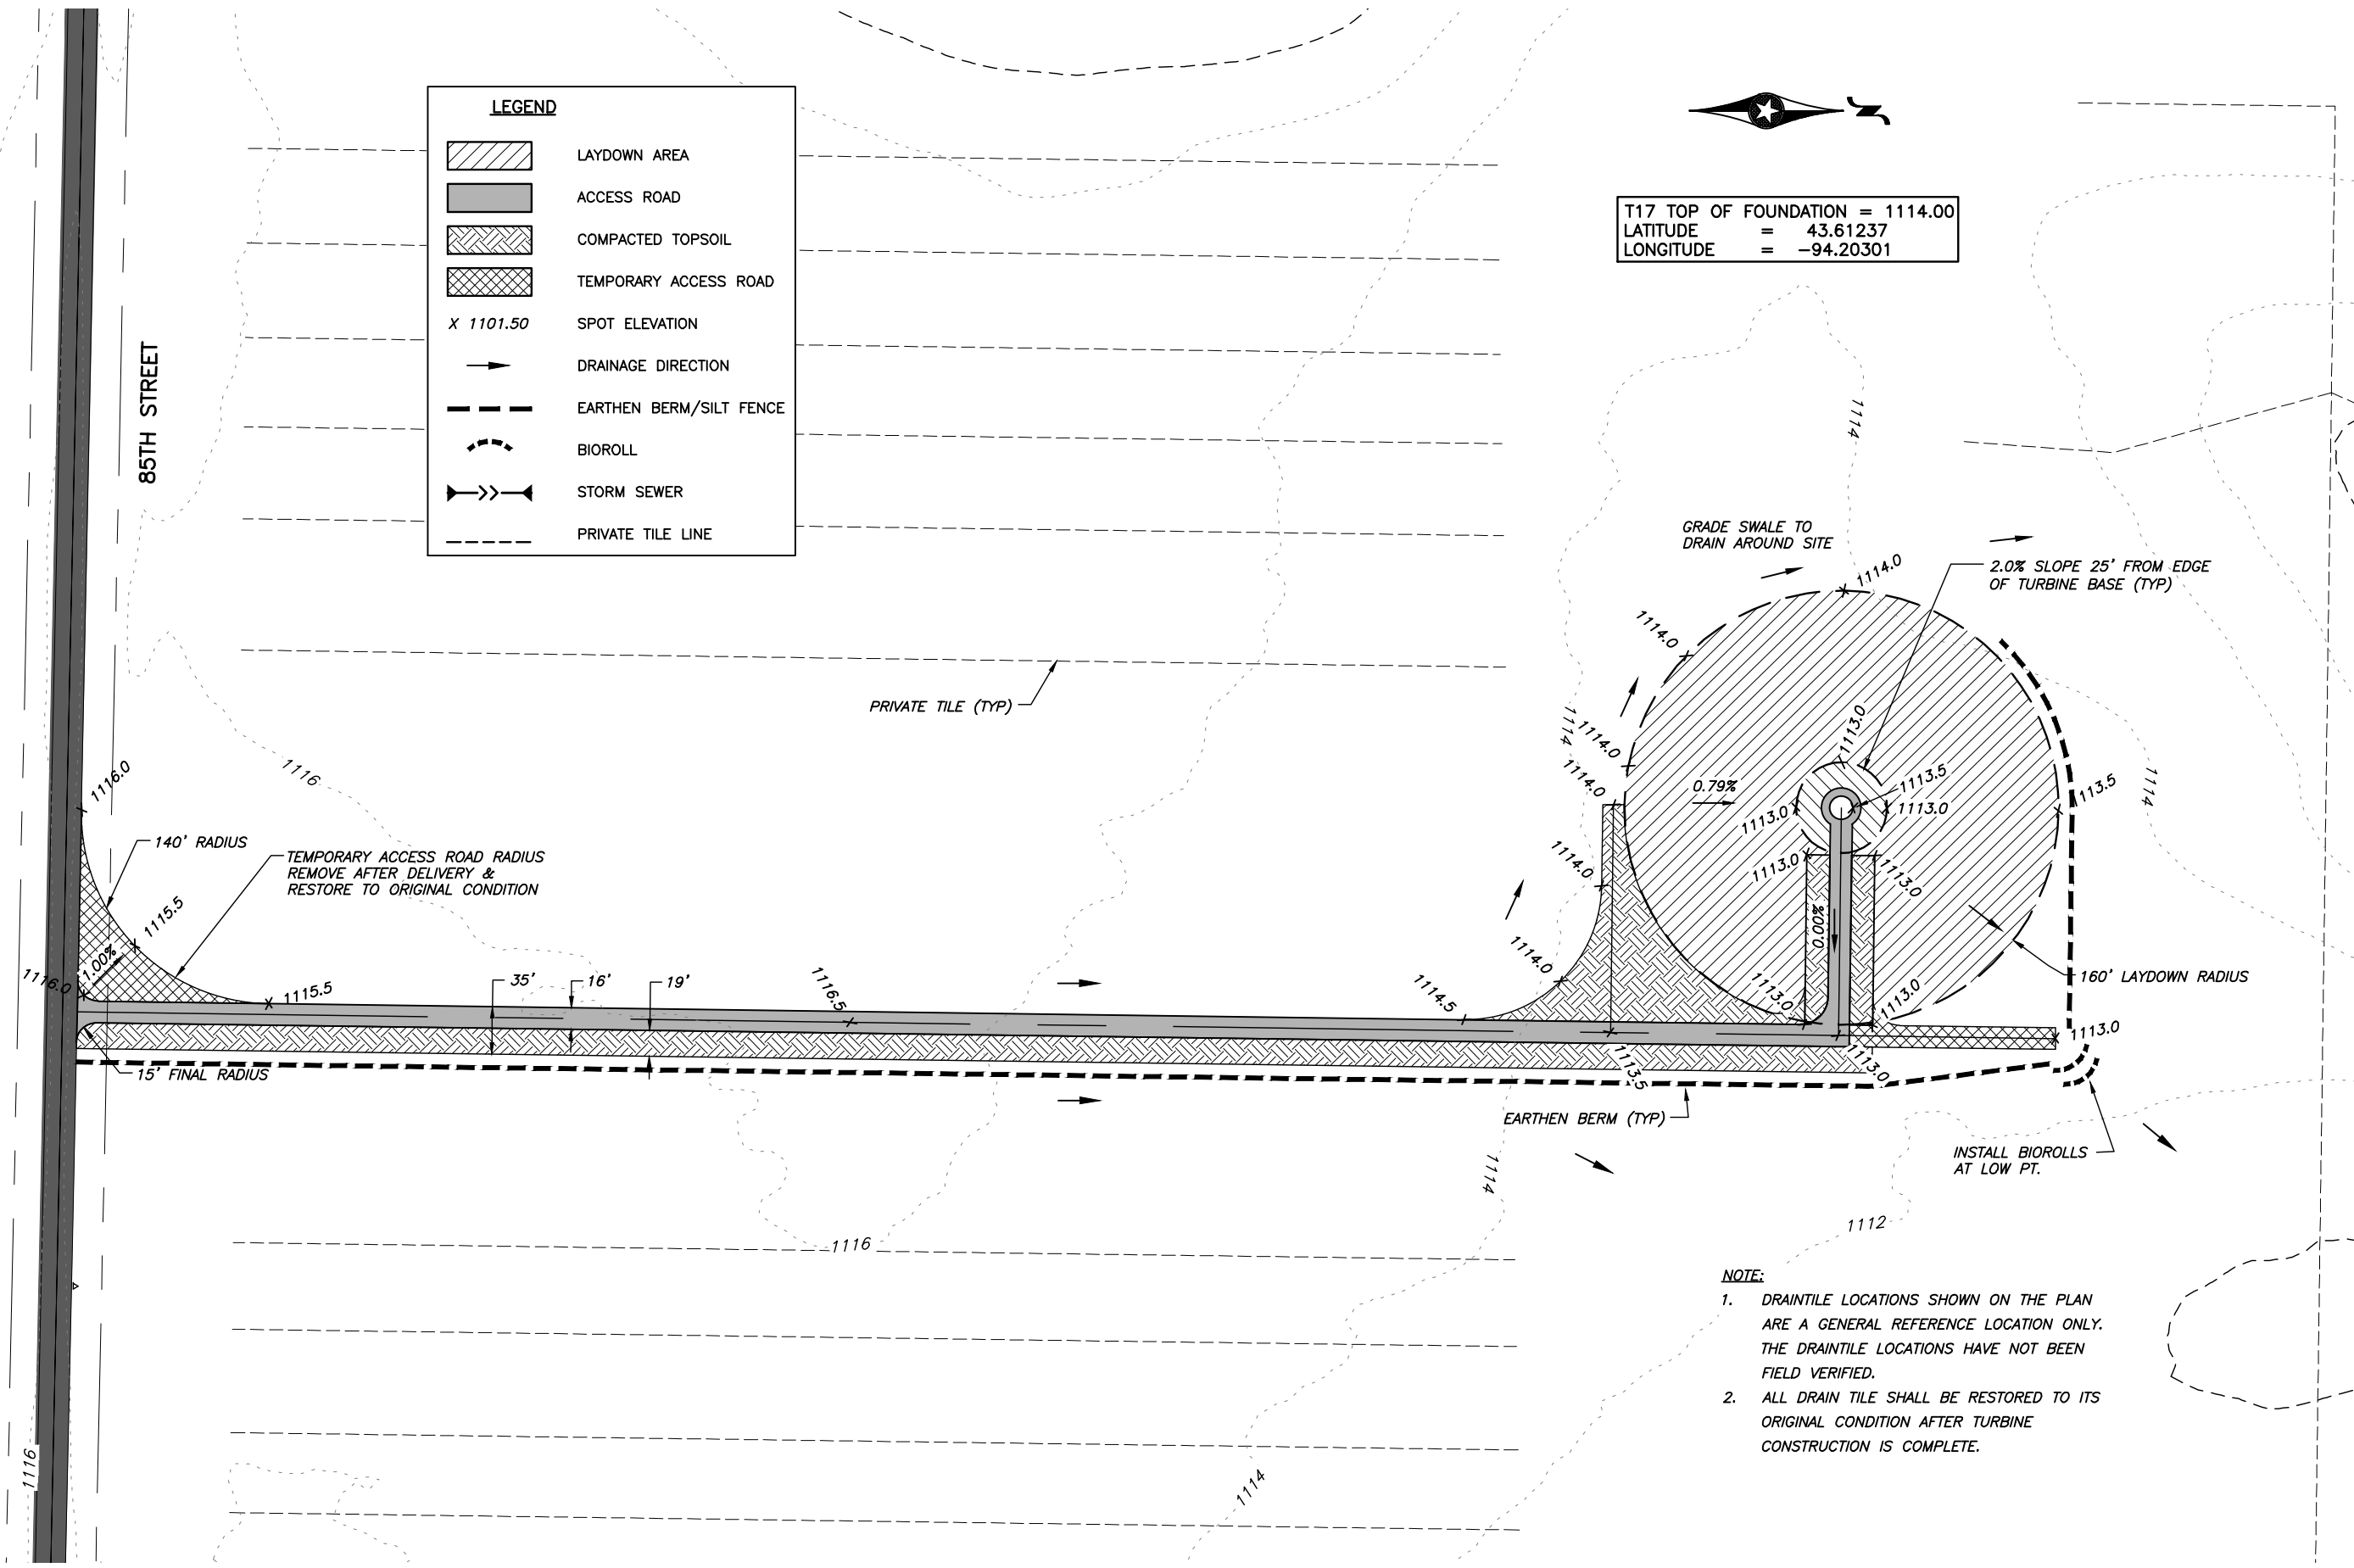 LEGEND
LAYDOWN AREA
ACCESS ROAD
COMPACTED TOPSOIL
TEMPORARY ACCESS ROAD
X 1101.50 SPOT ELEVATION
DRAINAGE DIRECTION
EARTHEN BERM/SILT FENCE
BIOROLL
STORM SEWER
PRIVATE TILE LINE
N
T17 TOP OF FOUNDATION = 1114.00
LATITUDE = 43.61237
LONGITUDE = -94.20301
85TH STREET
1114
GRADE SWALE TO
DRAIN AROUND SITE
2.0% SLOPE 25' FROM EDGE
OF TURBINE BASE (TYP)
1114.0
1114.0
PRIVATE TILE (TYP)
1114
1114.0
1114.0
1113.0
0.79%
1113.5
1113.0
1113.0
1113.5
1114
1116
1116.0
140' RADIUS
TEMPORARY ACCESS ROAD RADIUS
REMOVE AFTER DELIVERY &
RESTORE TO ORIGINAL CONDITION
1115.5
1.00%
1116.0
1115.5
35'
16'
19'
1116.5
1114.5
1114.0
1114.0
1113.0
1113.0
0.00%
1113.0
1113.0
160' LAYDOWN RADIUS
1113.0
1113.5
1113.0
15' FINAL RADIUS
EARTHEN BERM (TYP)
INSTALL BIOROLLS
AT LOW PT.
1114
1112
1116
1116
1114
NOTE:
1. DRAINTILE LOCATIONS SHOWN ON THE PLAN
ARE A GENERAL REFERENCE LOCATION ONLY.
THE DRAINTILE LOCATIONS HAVE NOT BEEN
FIELD VERIFIED.
2. ALL DRAIN TILE SHALL BE RESTORED TO ITS
ORIGINAL CONDITION AFTER TURBINE
CONSTRUCTION IS COMPLETE.